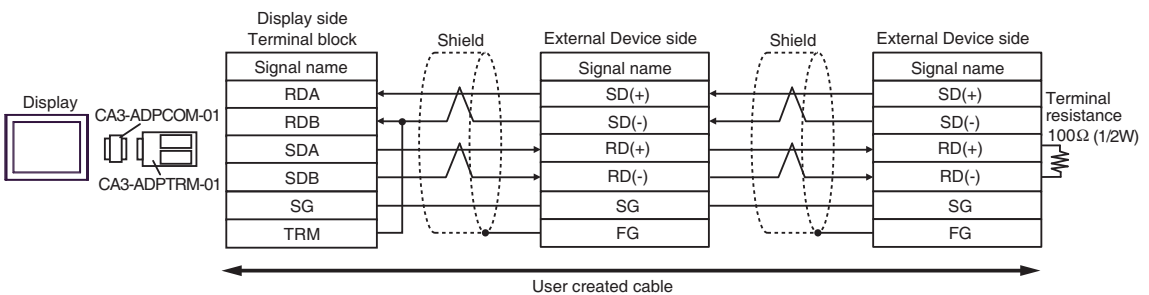 Display side
Terminal block
Shield
External Device side
Shield
External Device side
Signal name
Signal name
Signal name
Display
CA3-ADPCOM-01
CA3-ADPTRM-01
RDA
SD(+)
SD(+)
RDB
SD(-)
SD(-)
SDA
RD(+)
RD(+)
SDB
RD(-)
RD(-)
SG
SG
SG
TRM
FG
FG
Terminal
resistance
100Ω (1/2W)
User created cable